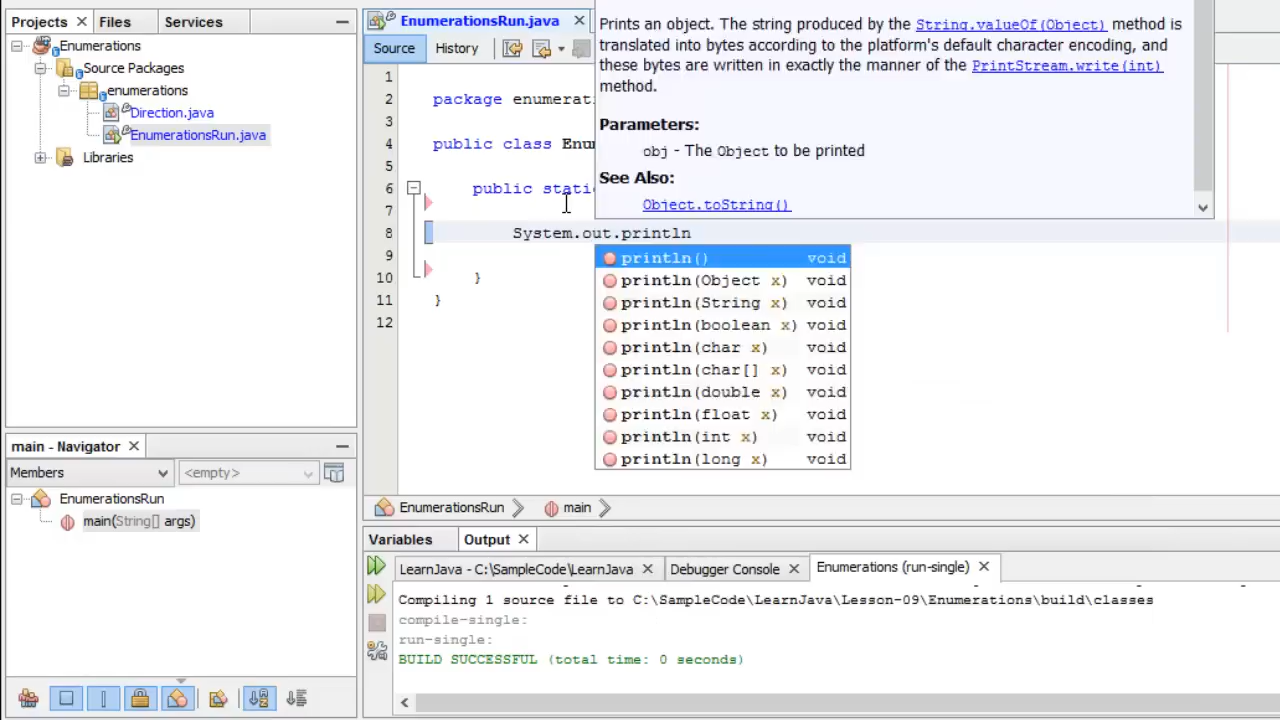 Projects
Files
Services
Enumerations
Source Packages
enumerations
Direction.java
EnumerationsRun.java
Libraries
main - Navigator
Members
<empty>
EnumerationsRun
main(String[] args)
EnumerationsRun.java
Source
History
1
2 package enumerati
3
4 public class Enu
5
6 public stati
7
8 System.out.println
9
10 }
11 }
12
Prints an object. The string produced by the String.valueOf(Object) method is
translated into bytes according to the platform's default character encoding, and
these bytes are written in exactly the manner of the PrintStream.write(int)
method.
Parameters:
obj - The Object to be printed
See Also:
Object.toString()
println() void
println(Object x) void
println(String x) void
println(boolean x) void
println(char x) void
println(char[] x) void
println(double x) void
println(float x) void
println(int x) void
println(long x) void
EnumerationsRun
main
Variables
Output
LearnJava - C:\SampleCode\LearnJava
Debugger Console
Enumerations (run-single)
Compiling 1 source file to C:\SampleCode\LearnJava\Lesson-09\Enumerations\build\classes
compile-single:
run-single:
BUILD SUCCESSFUL (total time: 0 seconds)